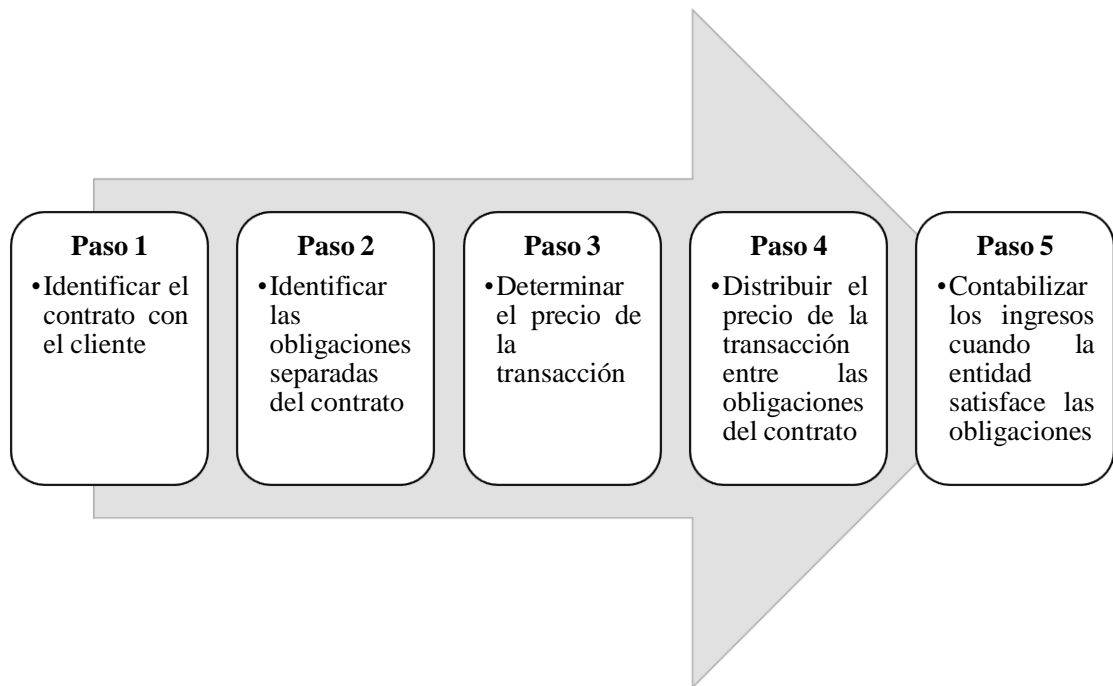 Paso 1
•Identificar el
contrato con
el cliente
Paso 2
•Identificar
las
obligaciones
separadas
del contrato
Paso 3
•Determinar
el precio de
la
transacción
Paso 4
•Distribuir el
precio de la
transacción
entre las
obligaciones
del contrato
Paso 5
•Contabilizar
los ingresos
cuando la
entidad
satisface las
obligaciones